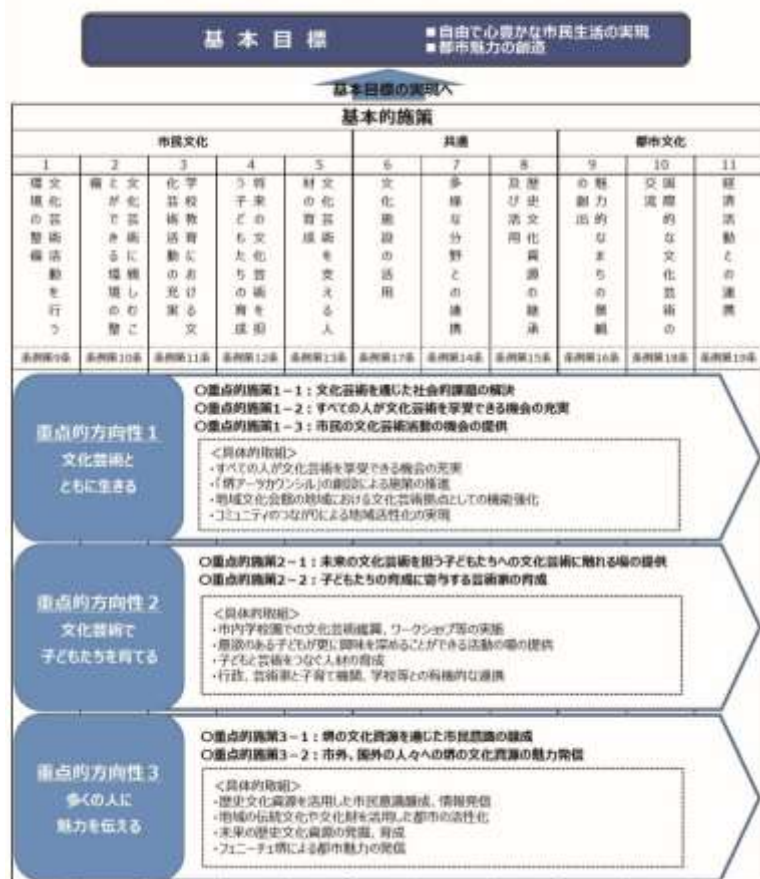 基本目標
■自由で心豊かな市民生活の実現
■都市魅力の創造
基本目標の実現へ
基本的施策
市民文化
共通
都市文化
1
2
3
4
5
6
7
8
9
10
11
文化芸術活動を行う環境の整備
文化芸術に親しむことができる環境の整備
学校教育における文化芸術活動の充実
将来の文化芸術を担う子どもたちの育成
文化芸術を支える人材の育成
文化施設の活用
多様な分野との連携
歴史文化資源の継承及び活用
魅力的なまちの景観の創出
国際的な文化芸術の交流
経済活動との連携
条例第9条
条例第10条
条例第11条
条例第12条
条例第13条
条例第17条
条例第14条
条例第15条
条例第16条
条例第18条
条例第19条
重点的方向性1
文化芸術と
ともに生きる
〇重点的施策1-1：文化芸術を通じた社会的課題の解決
〇重点的施策1-2：すべての人が文化芸術を享受できる機会の充実
〇重点的施策1-3：市民の文化芸術活動の機会の提供
＜具体的取組＞
・すべての人が文化芸術を享受できる機会の充実
・「堺アーツカウンシル」の創設による施策の推進
・地域文化会館の地域における文化芸術拠点としての機能強化
・コミュニティのつながりによる地域活性化の実現
重点的方向性2
文化芸術で
子どもたちを育てる
〇重点的施策2-1：未来の文化芸術を担う子どもたちへの文化芸術に触れる場の提供
〇重点的施策2-2：子どもたちの育成に寄与する芸術家の育成
＜具体的取組＞
・市内学校園での文化芸術鑑賞、ワークショップ等の実施
・意欲のある子どもが更に興味を深めることができる活動の場の提供
・子どもと芸術をつなぐ人材の育成
・行政、芸術家と子育て機関、学校等との有機的な連携
重点的方向性3
多くの人に
魅力を伝える
〇重点的施策3-1：堺の文化資源を通じた市民意識の醸成
〇重点的施策3-2：市外、国外の人々への堺の文化資源の魅力発信
＜具体的取組＞
・歴史文化資源を活用した市民意識醸成、情報発信
・地域の伝統文化や文化財を活用した都市の活性化
・未来の歴史文化資源の発掘、育成
・フェニーチェ堺による都市魅力の発信